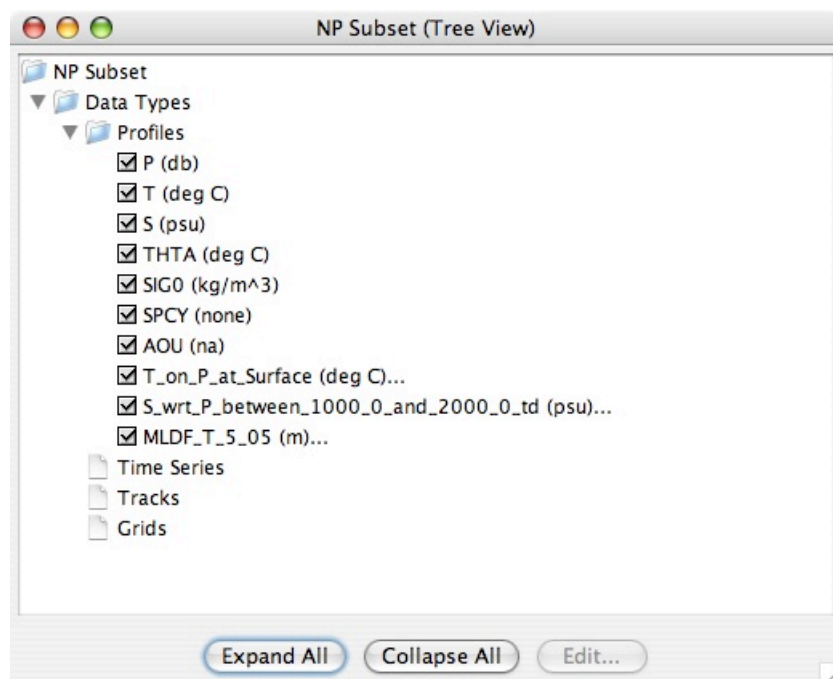 NP Subset (Tree View)
NP Subset
Data Types
Profiles
P (db)
T (deg C)
S (psu)
THTA (deg C)
SIG0 (kg/m^3)
SPCY (none)
AOU (na)
T_on_P_at_Surface (deg C)...
S_wrt_P_between_1000_0_and_2000_0_td (psu)...
MLDF_T_5_05 (m)...
Time Series
Tracks
Grids
Expand All Collapse All Edit...